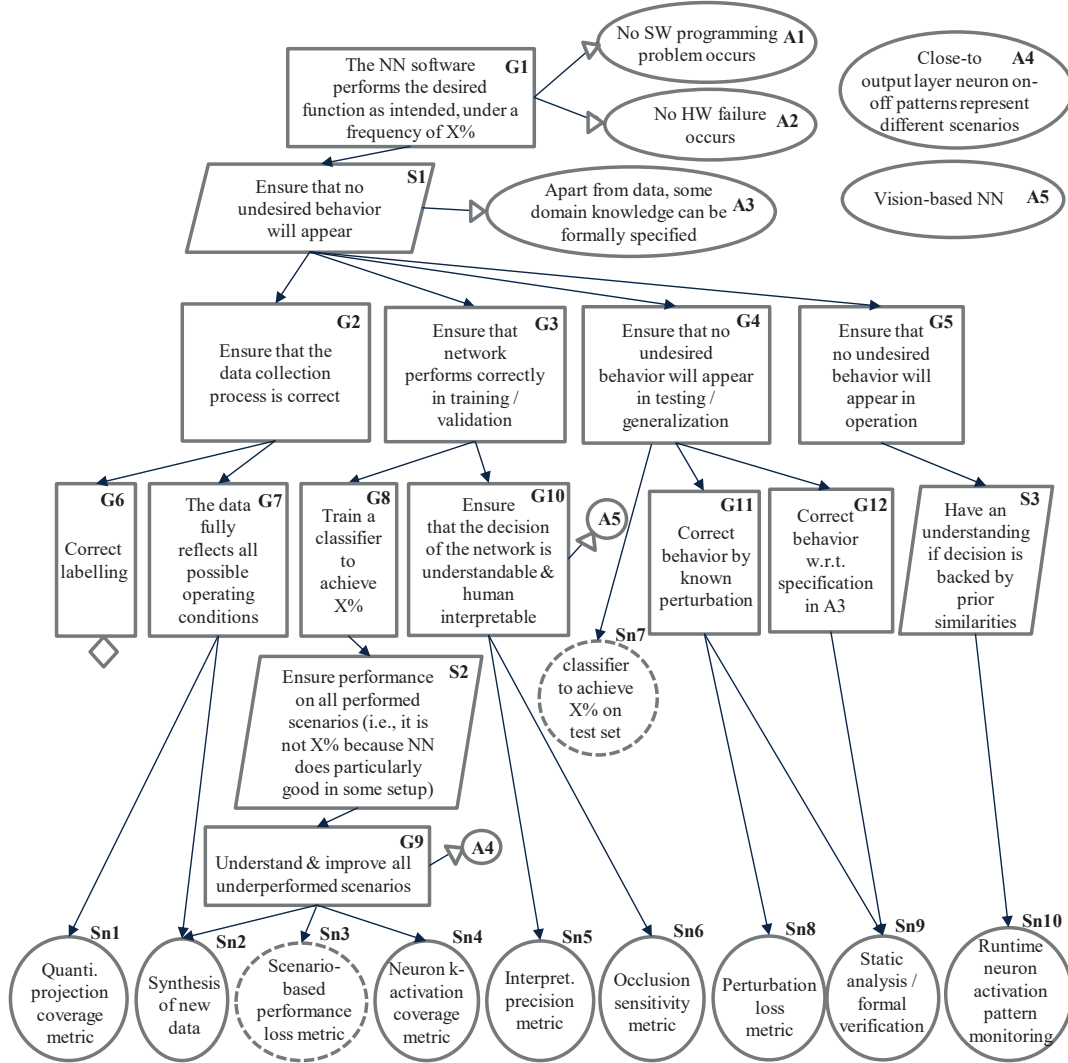 The NN software
G1
performs the desired
function as intended, under
a frequency of X%
No SW programming
A1
problem occurs
No HW failure
A2
occurs
Close-to
A4
output layer neuron on-
off patterns represent
different scenarios
Vision-based NN
A5
S1
Ensure that no
undesired behavior
will appear
Apart from data, some
domain knowledge can be
A3
formally specified
G2
Ensure that the
data collection
process is correct
G3
Ensure that
network
performs correctly
in training /
validation
G4
Ensure that no
undesired
behavior will appear
in testing /
generalization
G5
Ensure that
no undesired
behavior will
appear in
operation
G6
Correct
labelling
G7
The data
fully
reflects all
possible
operating
conditions
G8
Train a
classifier
to
achieve
X%
G10
Ensure
that the decision
of the network is
understandable &
human
interpretable
A5
G11
Correct
behavior by
known
perturbation
G12
Correct
behavior
w.r.t.
specification
in A3
S3
Have an
understanding
if decision is
backed by
prior
similarities
Sn7
classifier
to achieve
X% on
test set
S2
Ensure performance
on all performed
scenarios (i.e., it is
not X% because NN
does particularly
good in some setup)
G9
Understand & improve all
underperformed scenarios
A4
Sn1
Quanti.
projection
coverage
metric
Sn2
Synthesis
of new
data
Sn3
Scenario-
based
performance
loss metric
Sn4
Neuron k-
activation
coverage
metric
Sn5
Interpret.
precision
metric
Sn6
Occlusion
sensitivity
metric
Sn8
Perturbation
loss
metric
Sn9
Static
analysis /
formal
verification
Sn10
Runtime
neuron
activation
pattern
monitoring